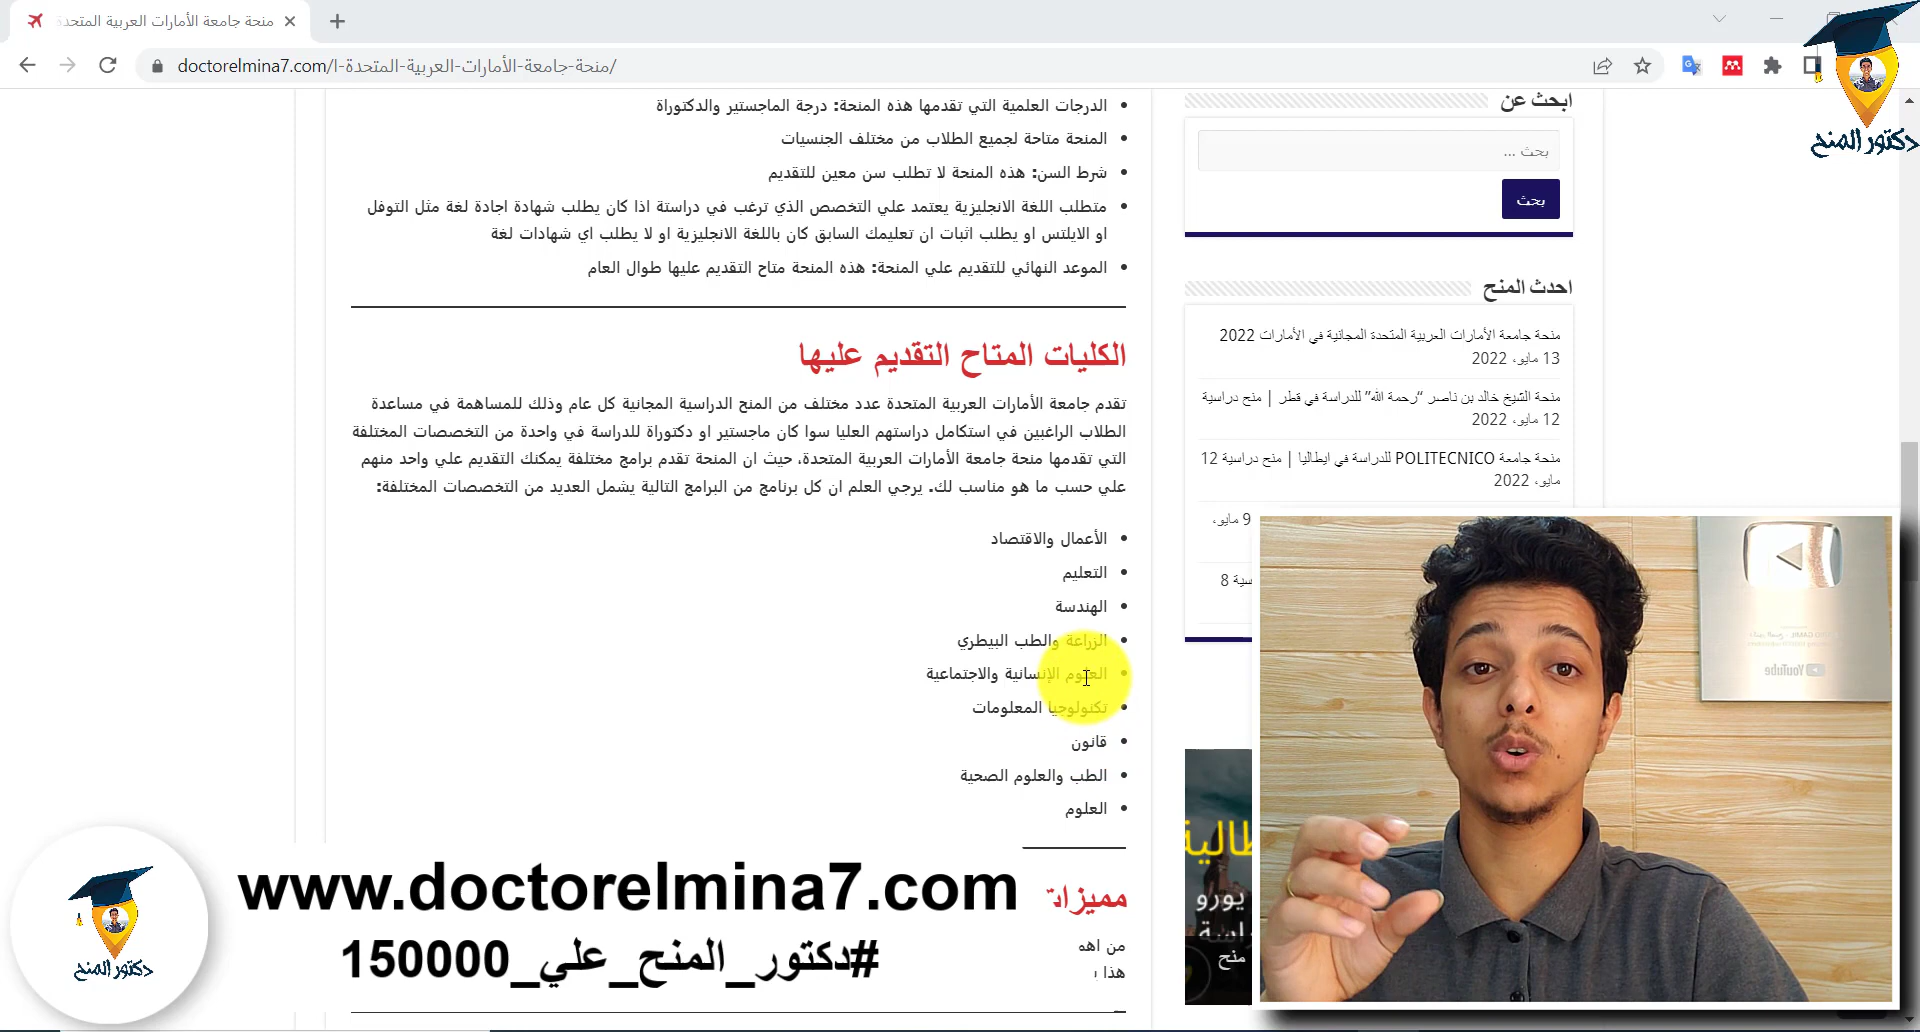 منحة جامعة الأمارات العربية المتحدة
doctorelmina7.com/منحة-جامعة-الأمارات-العربية-المتحدة-ا/
دكتور المنح
الدرجات العلمية التي تقدمها هذه المنحة: درجة الماجستير والدكتوراة
المنحة متاحة لجميع الطلاب من مختلف الجنسيات
شرط السن: هذه المنحة لا تطلب سن معين للتقديم
متطلب اللغة الانجليزية يعتمد علي التخصص الذي ترغب في دراستة اذا كان يطلب شهادة اجادة لغة مثل التوفل
او الايلتس او يطلب اثبات ان تعليمك السابق كان باللغة الانجليزية او لا يطلب اي شهادات لغة
الموعد النهائي للتقديم علي المنحة: هذه المنحة متاح التقديم عليها طوال العام
الكليات المتاح التقديم عليها
تقدم جامعة الأمارات العربية المتحدة عدد مختلف من المنح الدراسية المجانية كل عام وذلك للمساهمة في مساعدة
الطلاب الراغبين في استكامل دراستهم العليا سوا كان ماجستير او دكتوراة للدراسة في واحدة من التخصصات المختلفة
التي تقدمها منحة جامعة الأمارات العربية المتحدة، حيث ان المنحة تقدم برامج مختلفة يمكنك التقديم علي واحد منهم
علي حسب ما هو مناسب لك. يرجي العلم ان كل برنامج من البرامج التالية يشمل العديد من التخصصات المختلفة:
الأعمال والاقتصاد
التعليم
الهندسة
الزراعة والطب البيطري
العلوم الإنسانية والاجتماعية
تكنولوجيا المعلومات
قانون
الطب والعلوم الصحية
العلوم
مميزات
من اهم
هذا
ابحث عن
بحث ...
بحث
احدث المنح
منحة جامعة الأمارات العربية المتحدة المجانية في الأمارات 2022
13 مايو، 2022
منحة الشيخ خالد بن ناصر “رحمة الله” للدراسة في قطر | منح دراسية
12 مايو، 2022
منحة جامعة POLITECNICO للدراسة في ايطاليا | منح دراسية 12
مايو، 2022
9 مايو،
سية 8
يورو
منح
YouTube
www.doctorelmina7.com
#دكتور_المنح_علي_150000
دكتور المنح